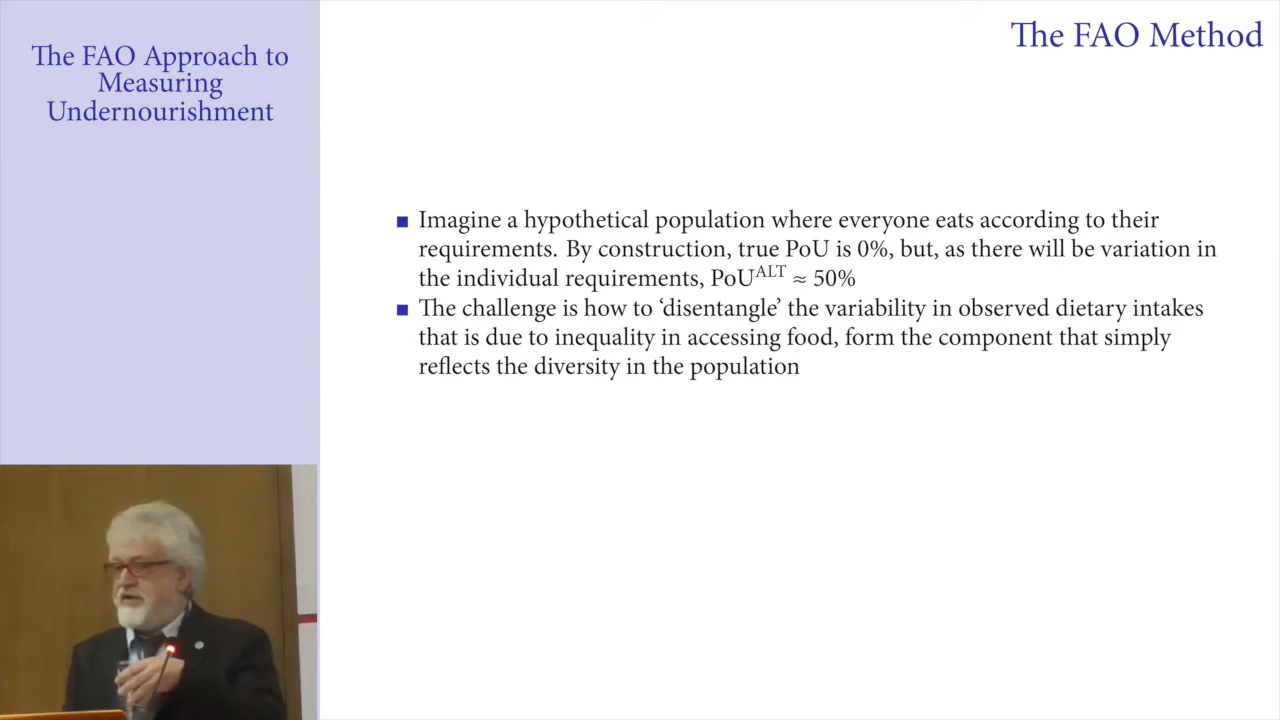 The FAO Approach to
Measuring
Undernourishment
The FAO Method
Imagine a hypothetical population where everyone eats according to their
requirements. By construction, true PoU is 0%, but, as there will be variation in
the individual requirements, PoU^ALT ≈ 50%
The challenge is how to ‘disentangle’ the variability in observed dietary intakes
that is due to inequality in accessing food, form the component that simply
reflects the diversity in the population